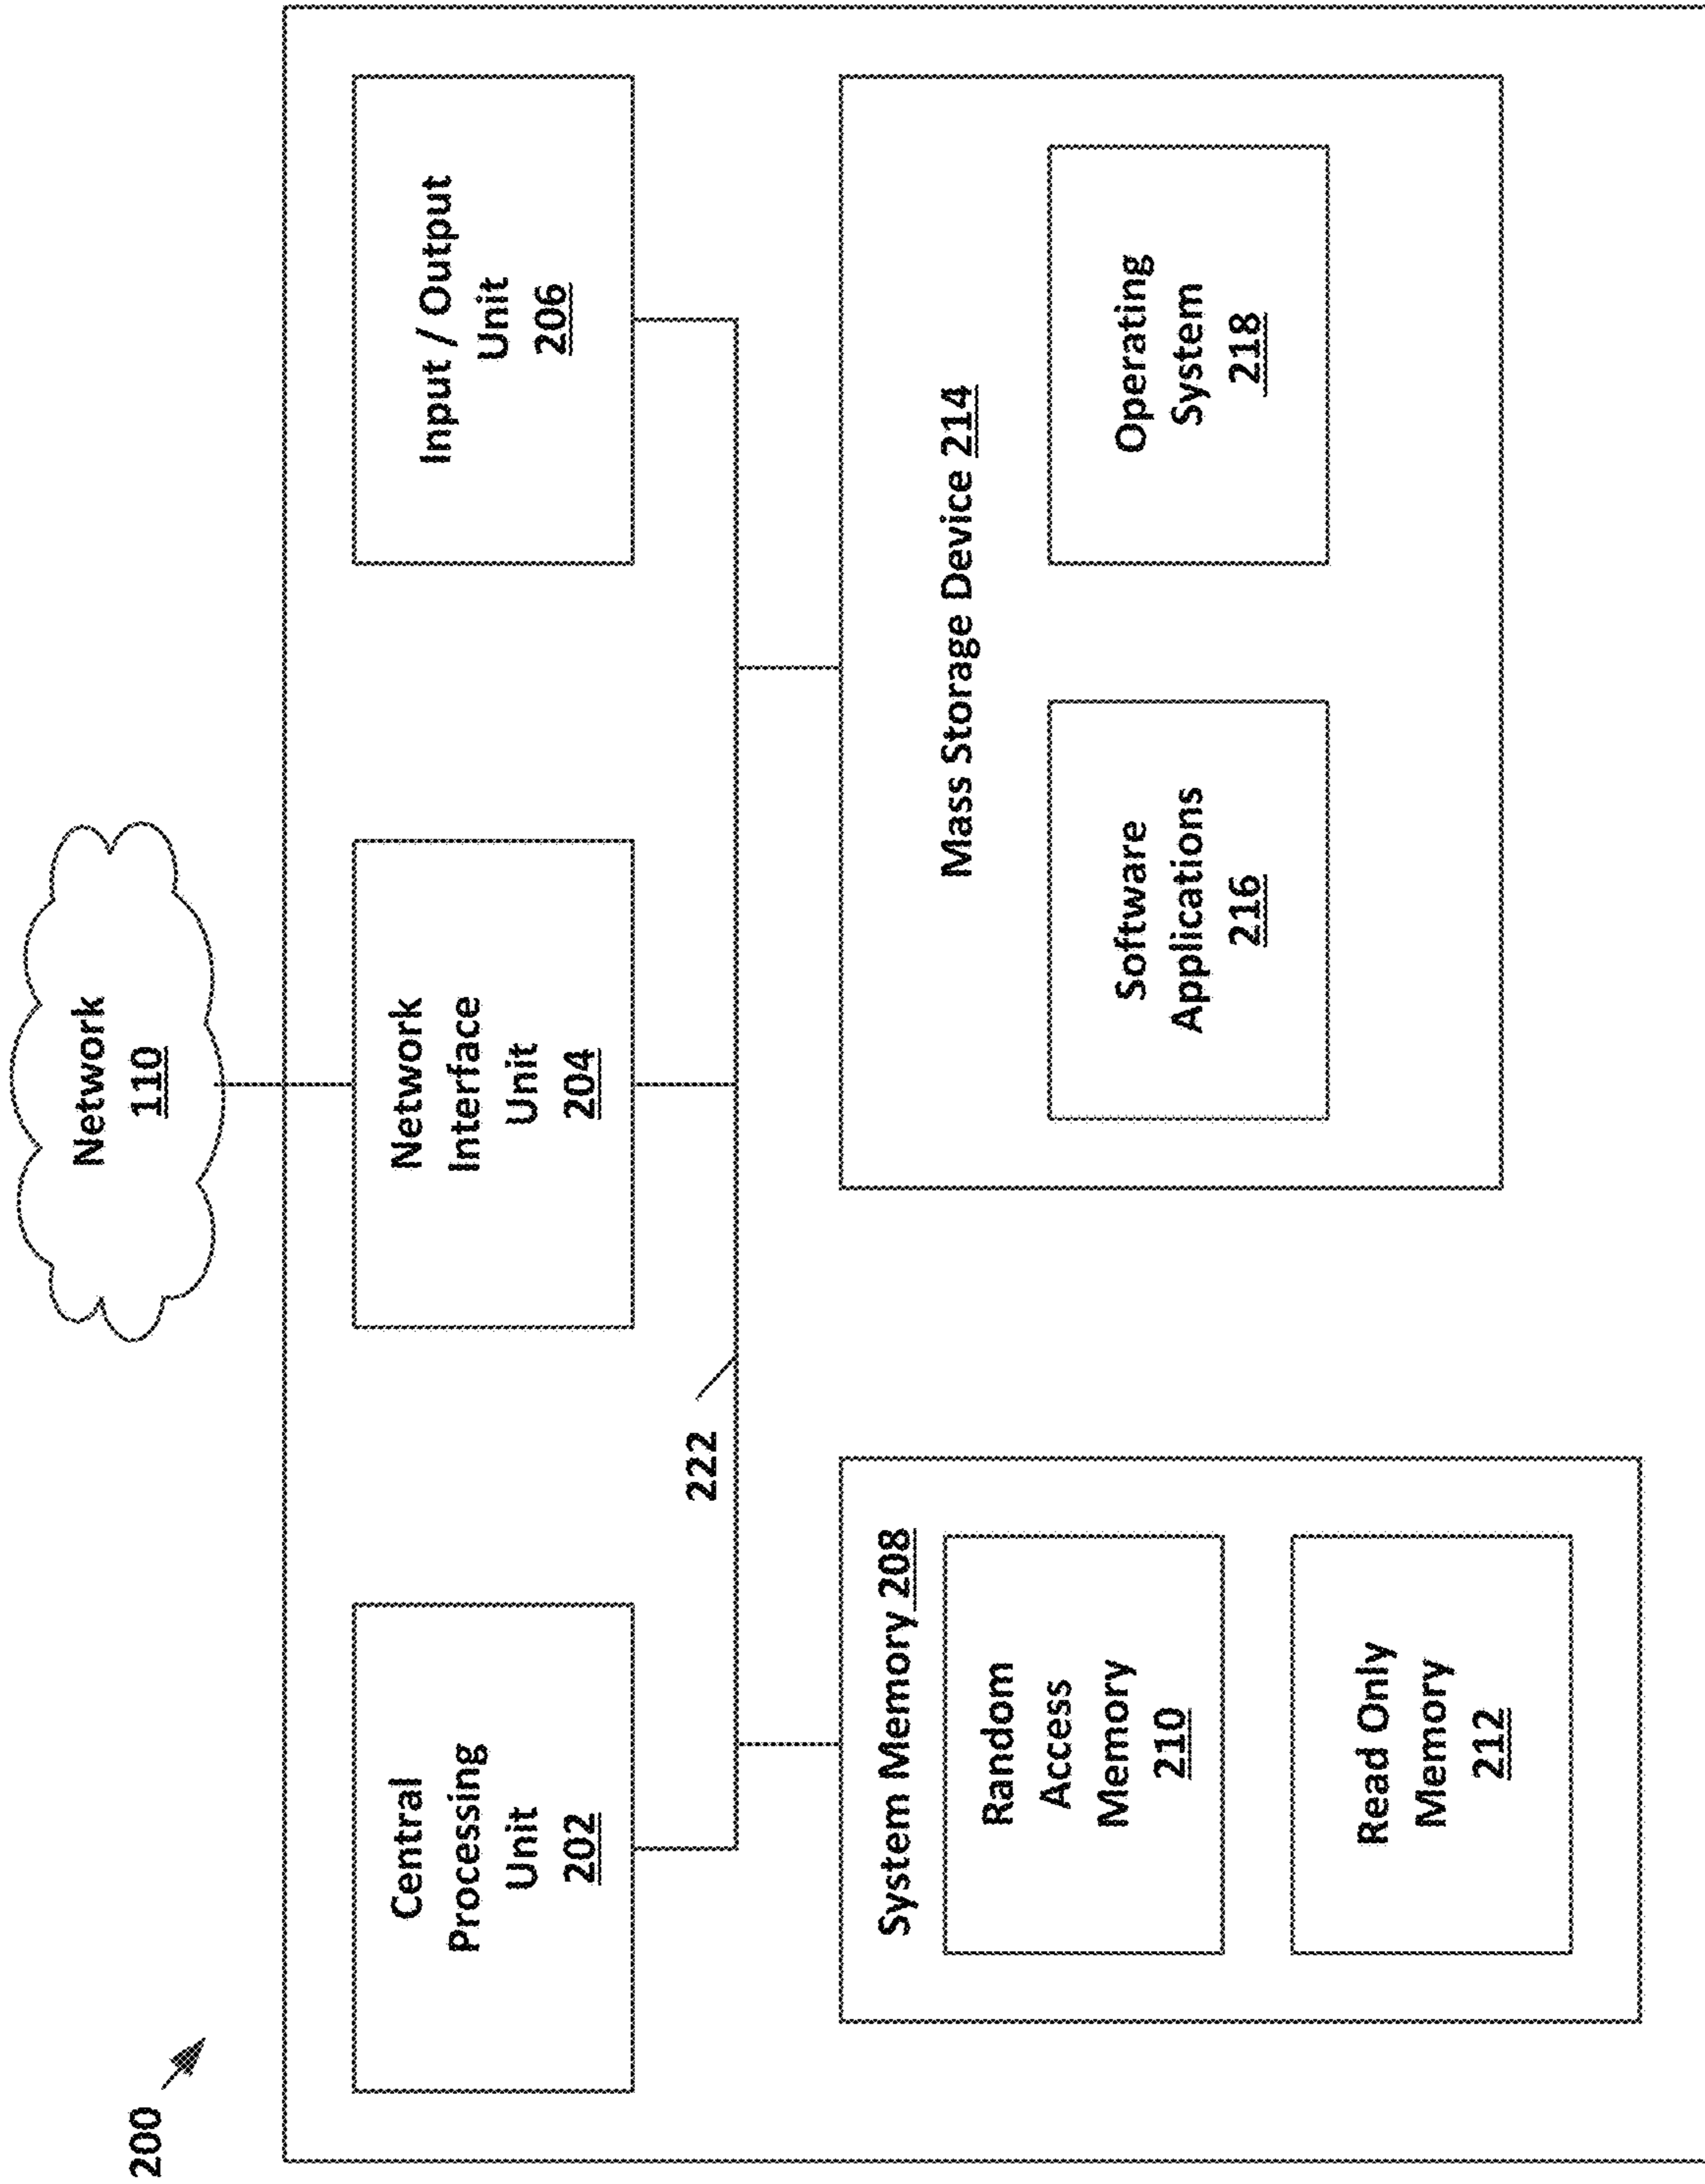 200
Network
110
Central
Processing
Unit
202
Network
Interface
Unit
204
Input / Output
Unit
206
222
System Memory 208
Random
Access
Memory
210
Read Only
Memory
212
Mass Storage Device 214
Software
Applications
216
Operating
System
218